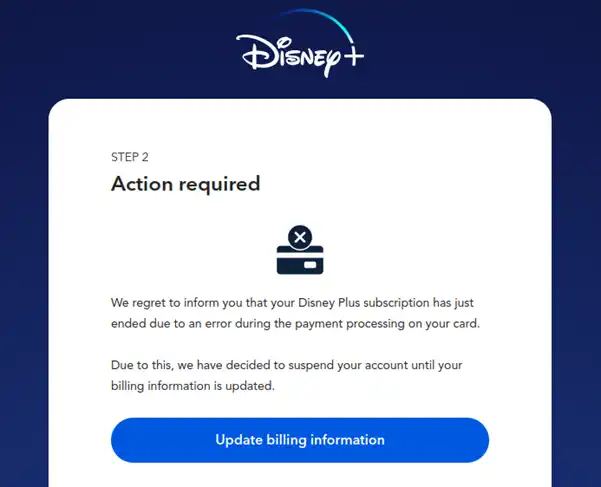 Disney+
STEP 2
Action required
We regret to inform you that your Disney Plus subscription has just
ended due to an error during the payment processing on your card.
Due to this, we have decided to suspend your account until your
billing information is updated.
Update billing information